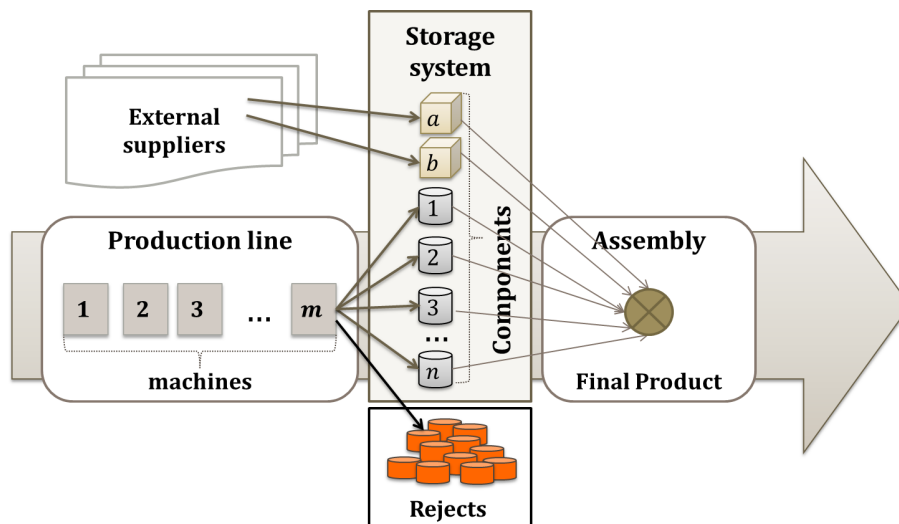 Storage
system
External
suppliers
a
b
1
2
3
...
n
Components
Production line
1 2 3 ... m
machines
Assembly
Final Product
Rejects